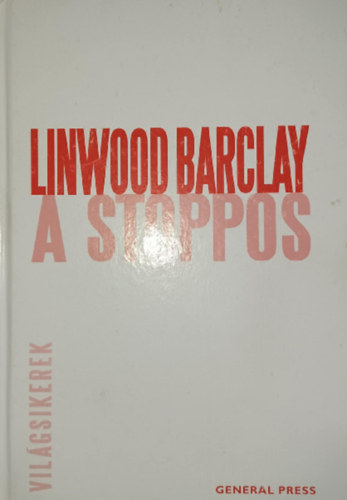 LINWOOD BARCLAY
A STOPPOS
VILÁGSIKEREK
GENERAL PRESS